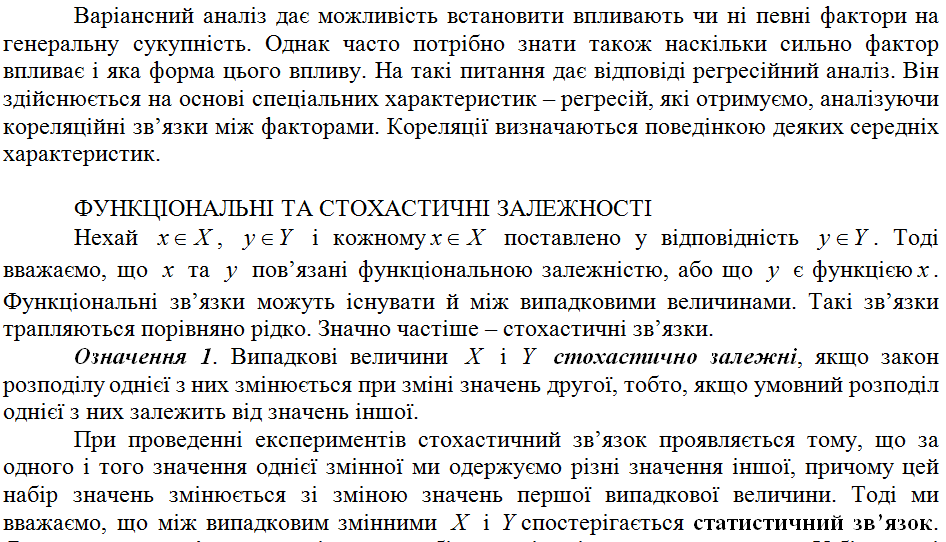 Варіансний аналіз дає можливість встановити впливають чи ні певні фактори на
генеральну сукупність. Однак часто потрібно знати також наскільки сильно фактор
впливає і яка форма цього впливу. На такі питання дає відповіді регресійний аналіз. Він
здійснюється на основі спеціальних характеристик – регресій, які отримуємо, аналізуючи
кореляційні зв’язки між факторами. Кореляції визначаються поведінкою деяких середніх
характеристик.
ФУНКЦІОНАЛЬНІ ТА СТОХАСТИЧНІ ЗАЛЕЖНОСТІ
Нехай x ∈ X, y ∈ Y і кожному x ∈ X поставлено у відповідність y ∈ Y. Тоді
вважаємо, що x та y пов’язані функціональною залежністю, або що y є функцією x.
Функціональні зв’язки можуть існувати й між випадковими величинами. Такі зв’язки
трапляються порівняно рідко. Значно частіше – стохастичні зв’язки.
Означення 1. Випадкові величини X і Y стохастично залежні, якщо закон
розподілу однієї з них змінюється при зміні значень другої, тобто, якщо умовний розподіл
однієї з них залежить від значень іншої.
При проведенні експериментів стохастичний зв’язок проявляється тому, що за
одного і того значення однієї змінної ми одержуємо різні значення іншої, причому цей
набір значень змінюється зі зміною значень першої випадкової величини. Тоді ми
вважаємо, що між випадковим змінними X і Y спостерігається статистичний зв’язок.